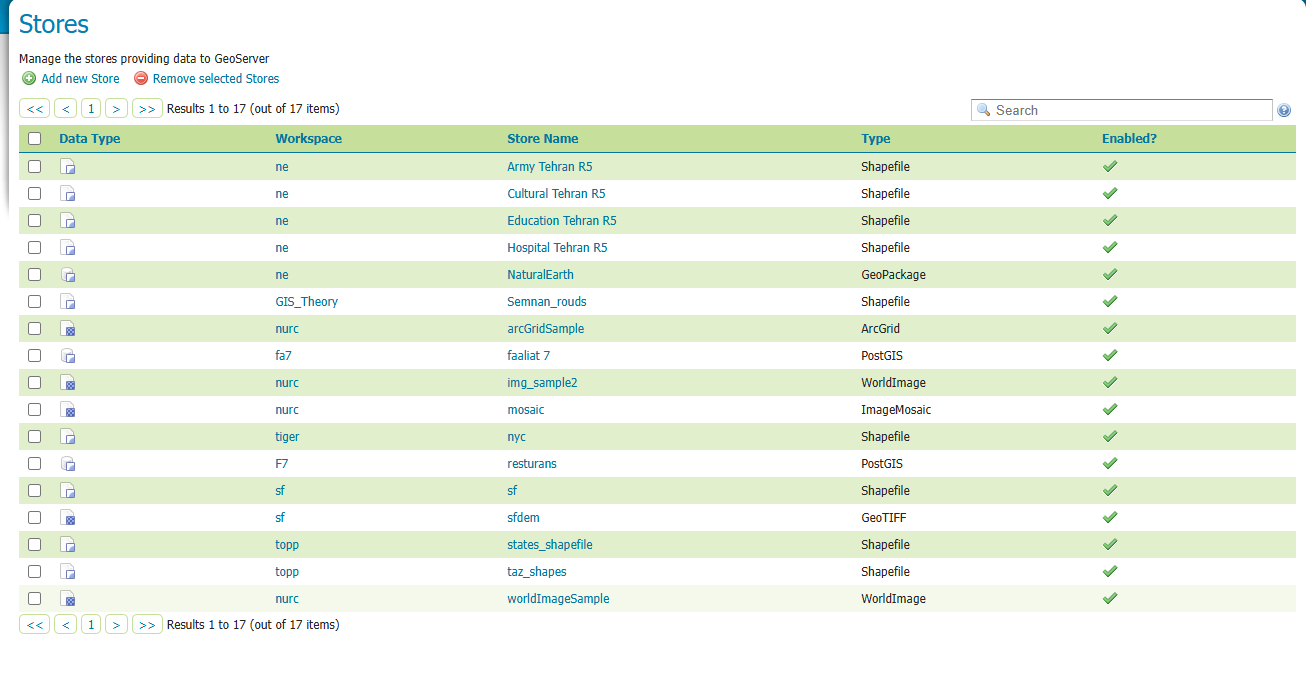 Stores
Manage the stores providing data to GeoServer
Add new Store Remove selected Stores
<< < 1 > >> Results 1 to 17 (out of 17 items) Search
Data Type Workspace Store Name Type Enabled?
ne Army Tehran R5 Shapefile
ne Cultural Tehran R5 Shapefile
ne Education Tehran R5 Shapefile
ne Hospital Tehran R5 Shapefile
ne NaturalEarth GeoPackage
GIS_Theory Semnan_rouds Shapefile
nurc arcGridSample ArcGrid
fa7 faaliat 7 PostGIS
nurc img_sample2 WorldImage
nurc mosaic ImageMosaic
tiger nyc Shapefile
F7 resturans PostGIS
sf sf Shapefile
sf sfdem GeoTIFF
topp states_shapefile Shapefile
topp taz_shapes Shapefile
nurc worldImageSample WorldImage
<< < 1 > >> Results 1 to 17 (out of 17 items)